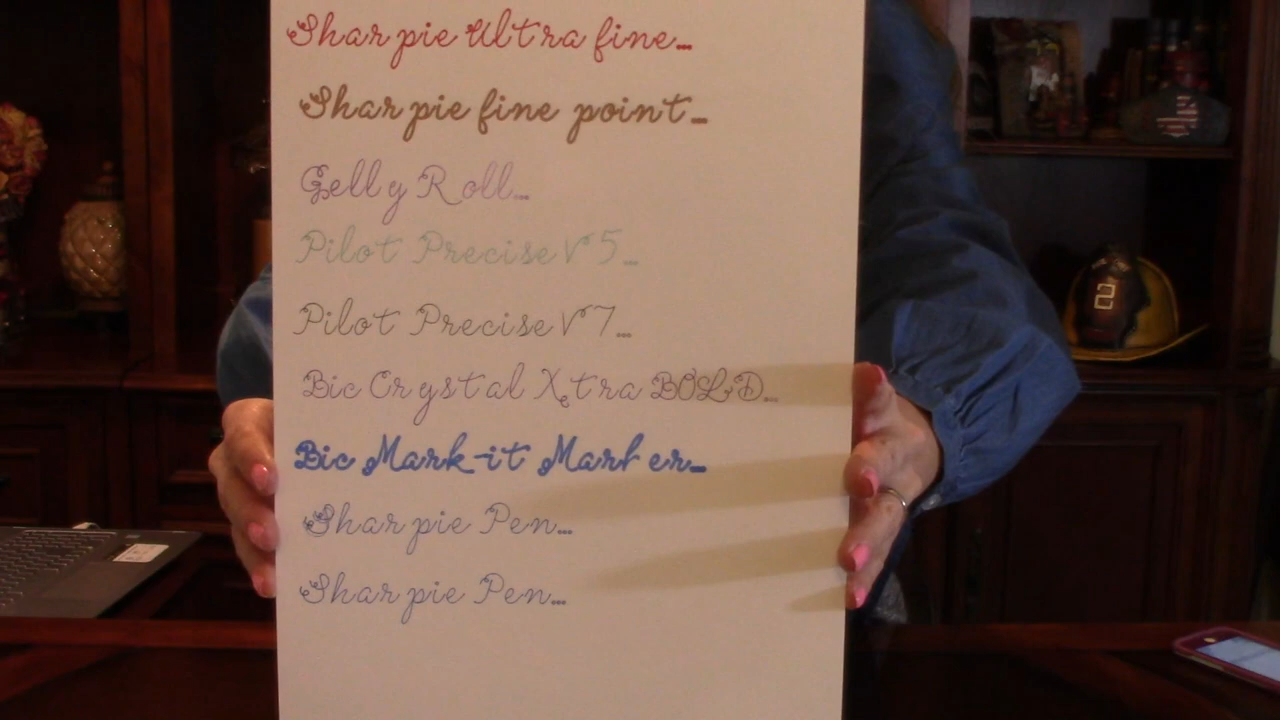 Sharpie Ultra fine...
Sharpie fine point...
Gelly Roll...
Pilot Precise V5...
Pilot Precise V7...
Bic Crystal Xtra BOLD...
Bic Mark-it Marker...
Sharpie Pen...
Sharpie Pen...
2